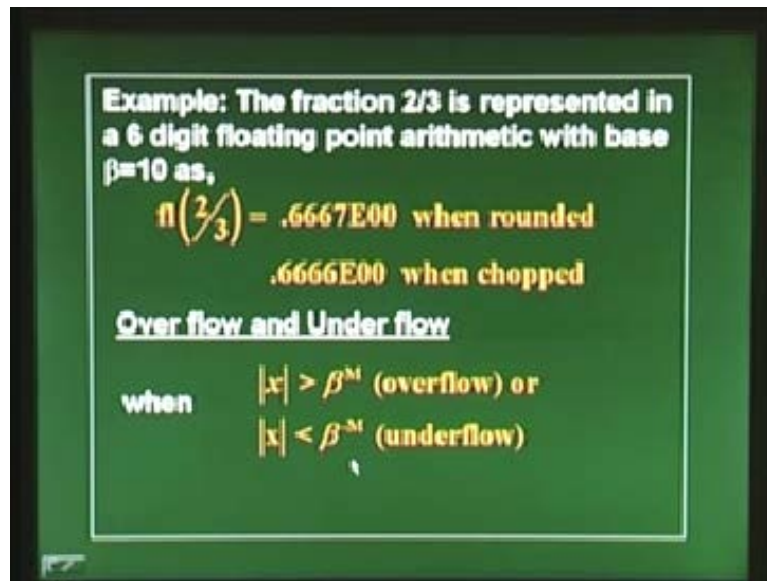 Example: The fraction 2/3 is represented in
a 6 digit floating point arithmetic with base
β=10 as,
fl(2/3) = .6667E00 when rounded
.6666E00 when chopped
Over flow and Under flow
when |x| > β^M (overflow) or
|x| < β^-M (underflow)